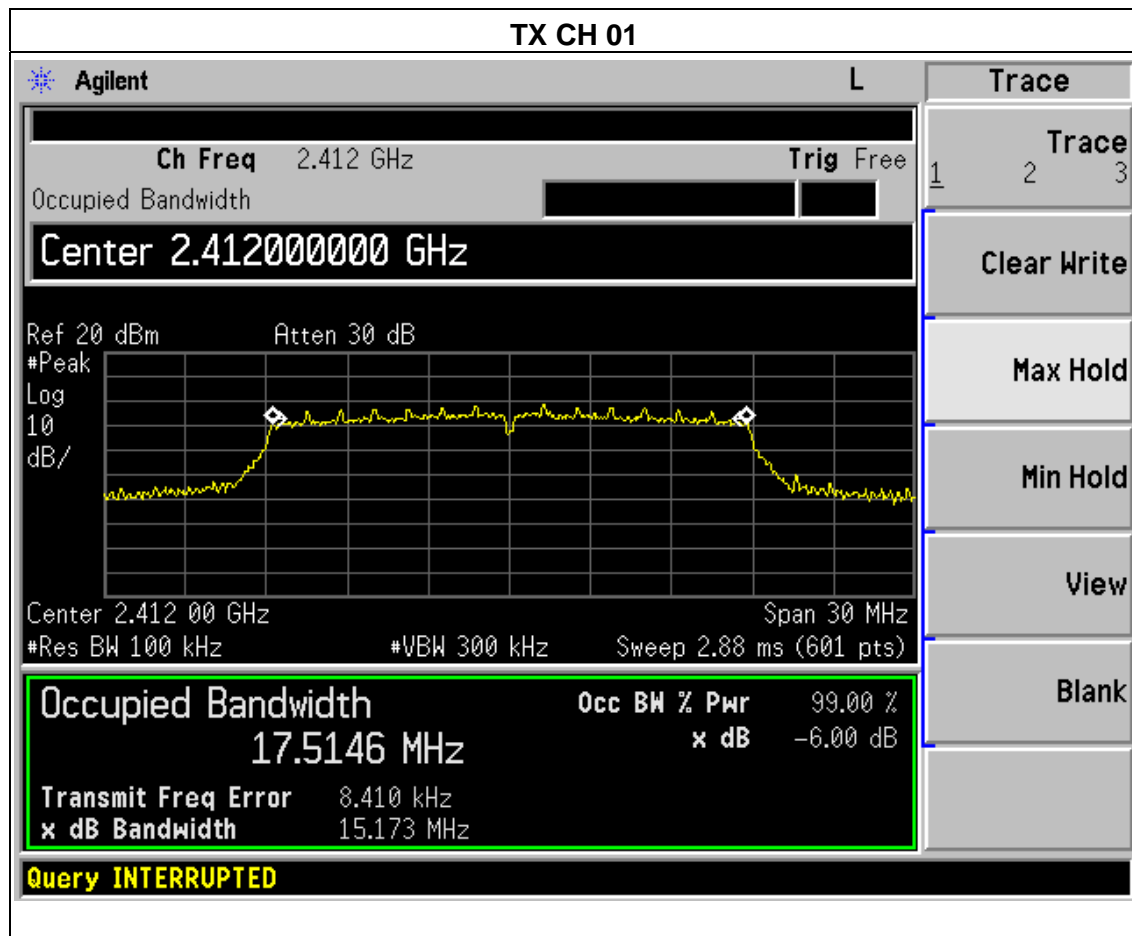 TX CH 01
Agilent L Trace
Ch Freq 2.412 GHz Trig Free
Occupied Bandwidth
Trace
1 2 3
Center 2.412000000 GHz
Clear Write
Ref 20 dBm Atten 30 dB
#Peak
Log
10
dB/
Max Hold
Min Hold
View
Center 2.412 00 GHz Span 30 MHz
#Res BW 100 kHz #VBW 300 kHz Sweep 2.88 ms (601 pts)
Blank
Occupied Bandwidth Occ BW % Pwr 99.00 %
17.5146 MHz x dB -6.00 dB
Transmit Freq Error 8.410 kHz
x dB Bandwidth 15.173 MHz
Query INTERRUPTED